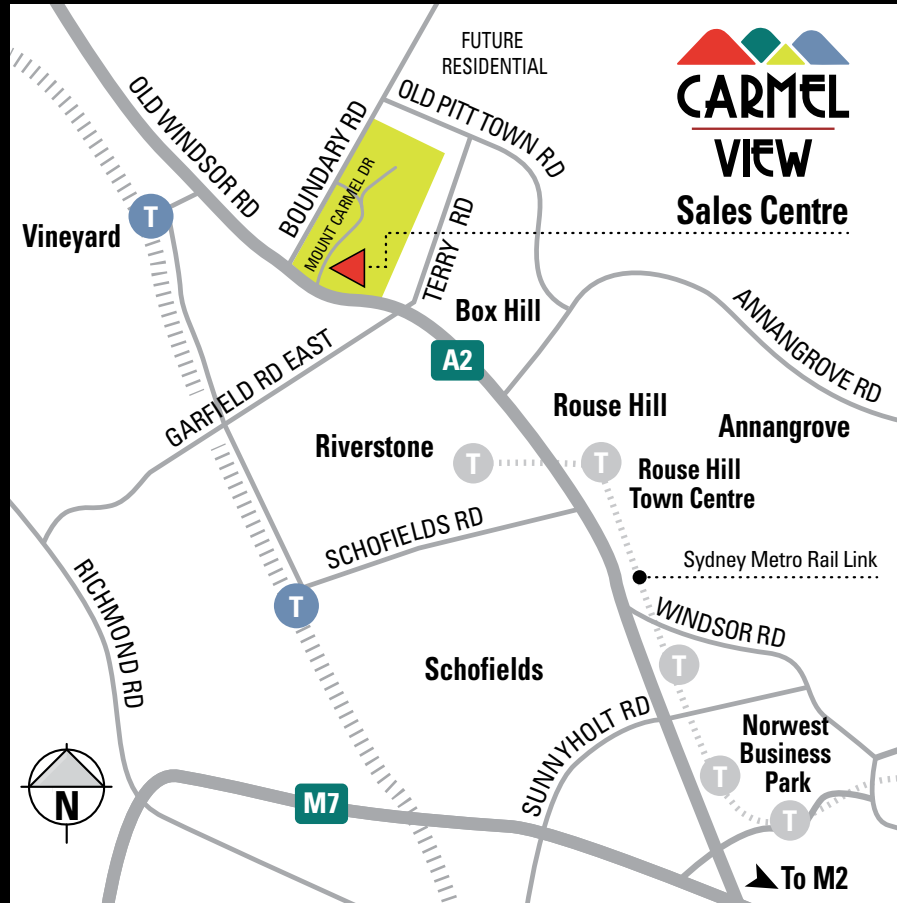 FUTURE
RESIDENTIAL
CARMEL
VIEW
Sales Centre
OLD WINDSOR RD
BOUNDARY RD
OLD PITT TOWN RD
MOUNT CARMEL DR
TERRY RD
T
Vineyard
Box Hill
ANNANGROVE RD
A2
GARFIELD RD EAST
Rouse Hill
Annangrove
Riverstone
T
T
Rouse Hill
Town Centre
SCHOFIELDS RD
Sydney Metro Rail Link
RICHMOND RD
T
WINDSOR RD
Schofields
T
SUNNYHOLT RD
Norwest
Business
Park
T
T
N
M7
To M2